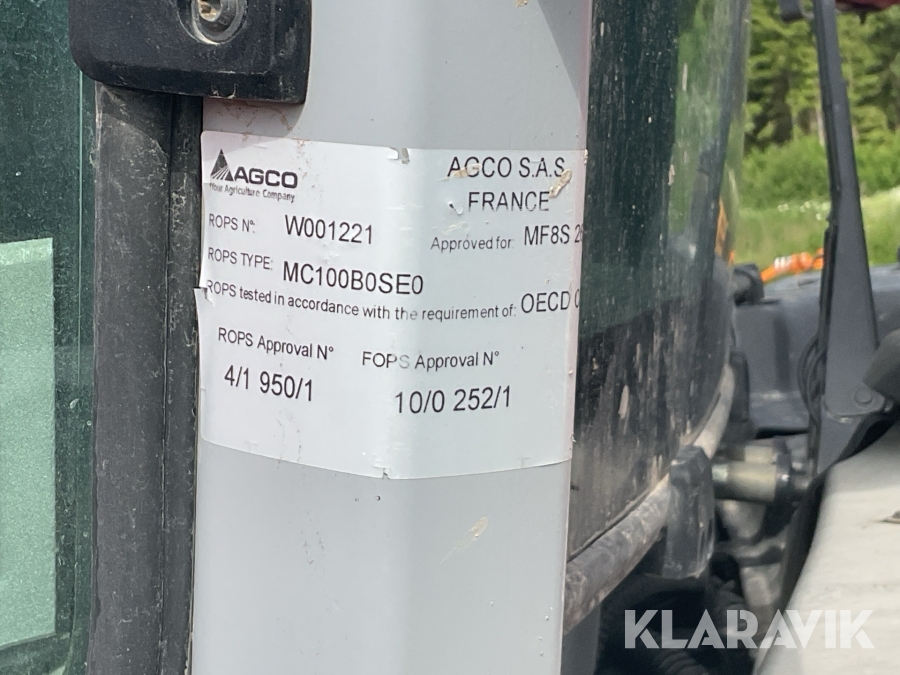 AGCO
Your Agriculture Company
AGCO S.A.S
FRANCE
ROPS N°: W001221
Approved for: MF8S
ROPS TYPE: MC100B0SE0
ROPS tested in accordance with the requirement of: OECD
ROPS Approval N° FOPS Approval N°
4/1 950/1 10/0 252/1
KLARAVIK